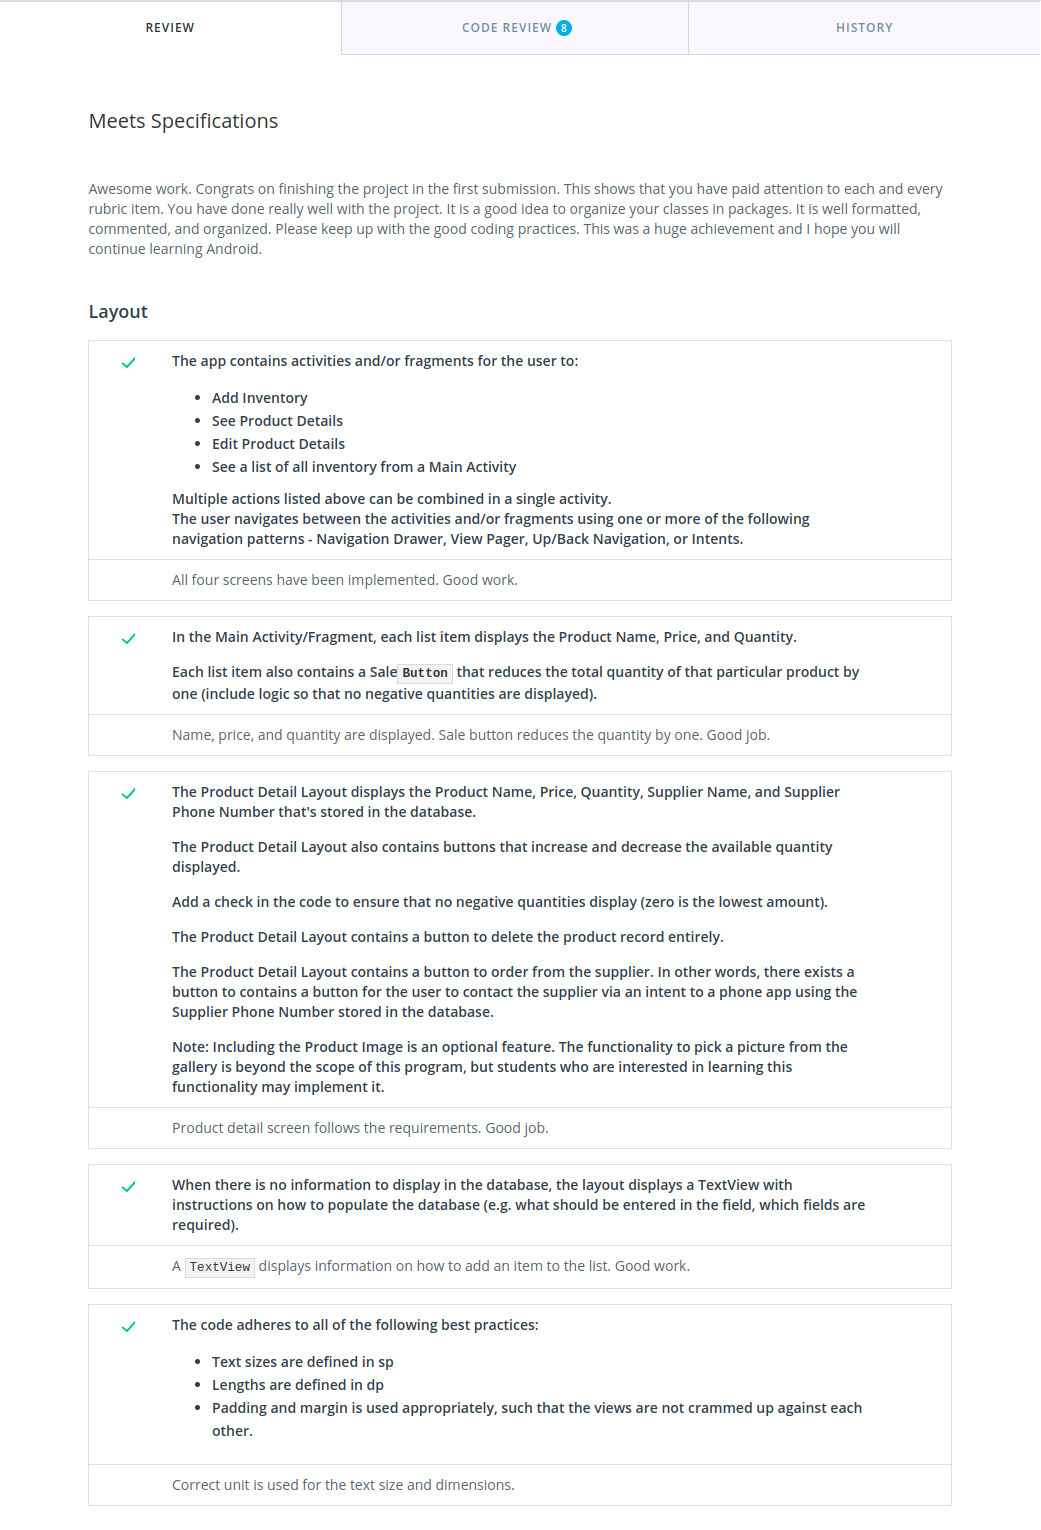 REVIEW
CODE REVIEW 8
HISTORY
Meets Specifications
Awesome work. Congrats on finishing the project in the first submission. This shows that you have paid attention to each and every
rubric item. You have done really well with the project. It is a good idea to organize your classes in packages. It is well formatted,
commented, and organized. Please keep up with the good coding practices. This was a huge achievement and I hope you will
continue learning Android.
Layout
The app contains activities and/or fragments for the user to:
• Add Inventory
• See Product Details
• Edit Product Details
• See a list of all inventory from a Main Activity
Multiple actions listed above can be combined in a single activity.
The user navigates between the activities and/or fragments using one or more of the following
navigation patterns - Navigation Drawer, View Pager, Up/Back Navigation, or Intents.
All four screens have been implemented. Good work.
In the Main Activity/Fragment, each list item displays the Product Name, Price, and Quantity.
Each list item also contains a Sale Button that reduces the total quantity of that particular product by
one (include logic so that no negative quantities are displayed).
Name, price, and quantity are displayed. Sale button reduces the quantity by one. Good job.
The Product Detail Layout displays the Product Name, Price, Quantity, Supplier Name, and Supplier
Phone Number that's stored in the database.
The Product Detail Layout also contains buttons that increase and decrease the available quantity
displayed.
Add a check in the code to ensure that no negative quantities display (zero is the lowest amount).
The Product Detail Layout contains a button to delete the product record entirely.
The Product Detail Layout contains a button to order from the supplier. In other words, there exists a
button to contains a button for the user to contact the supplier via an intent to a phone app using the
Supplier Phone Number stored in the database.
Note: Including the Product Image is an optional feature. The functionality to pick a picture from the
gallery is beyond the scope of this program, but students who are interested in learning this
functionality may implement it.
Product detail screen follows the requirements. Good job.
When there is no information to display in the database, the layout displays a TextView with
instructions on how to populate the database (e.g. what should be entered in the field, which fields are
required).
A TextView displays information on how to add an item to the list. Good work.
The code adheres to all of the following best practices:
• Text sizes are defined in sp
• Lengths are defined in dp
• Padding and margin is used appropriately, such that the views are not crammed up against each
other.
Correct unit is used for the text size and dimensions.